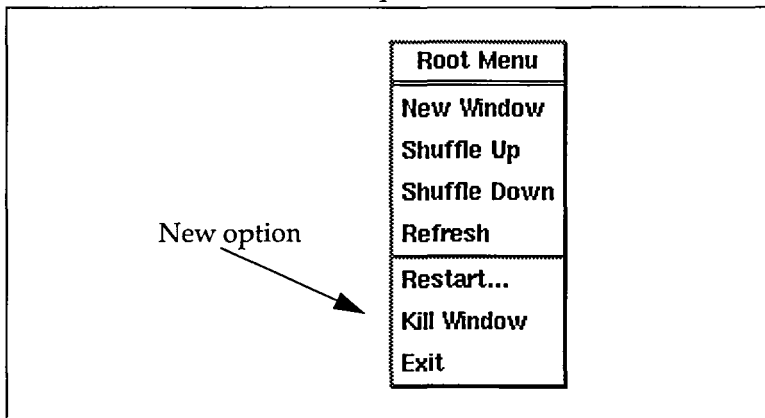 Root Menu
New Window
Shuffle Up
Shuffle Down
Refresh
New option
Restart...
Kill Window
Exit